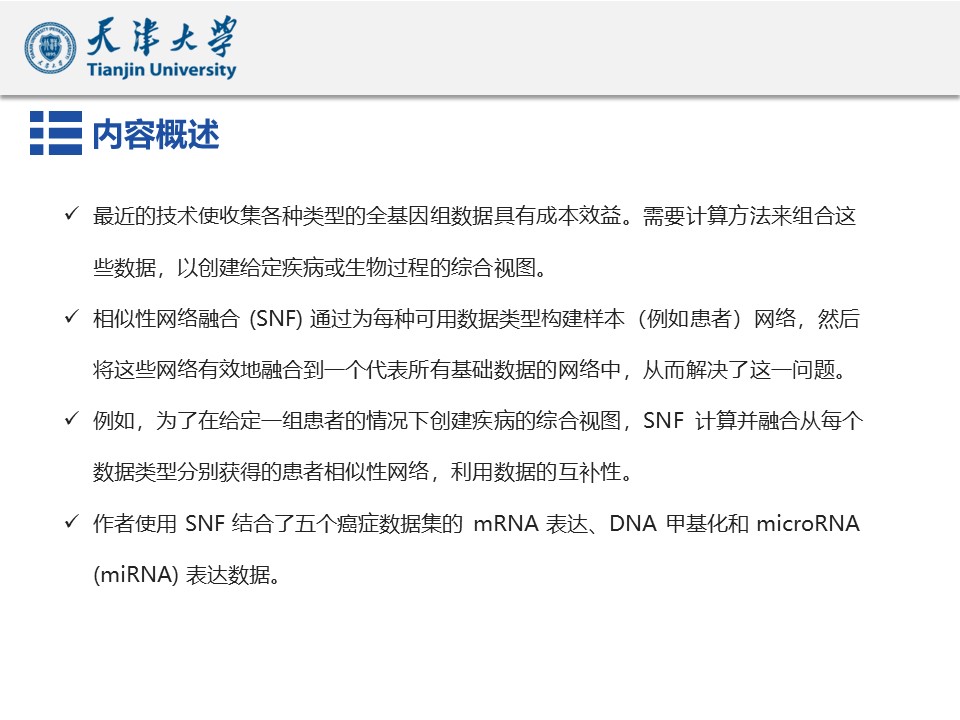 天津大学
Tianjin University
内容概述
✓ 最近的技术使收集各种类型的全基因组数据具有成本效益。需要计算方法来组合这
些数据，以创建给定疾病或生物过程的综合视图。
✓ 相似性网络融合 (SNF) 通过为每种可用数据类型构建样本（例如患者）网络，然后
将这些网络有效地融合到一个代表所有基础数据的网络中，从而解决了这一问题。
✓ 例如，为了在给定一组患者的情况下创建疾病的综合视图，SNF 计算并融合从每个
数据类型分别获得的患者相似性网络，利用数据的互补性。
✓ 作者使用 SNF 结合了五个癌症数据集的 mRNA 表达、DNA 甲基化和 microRNA
(miRNA) 表达数据。